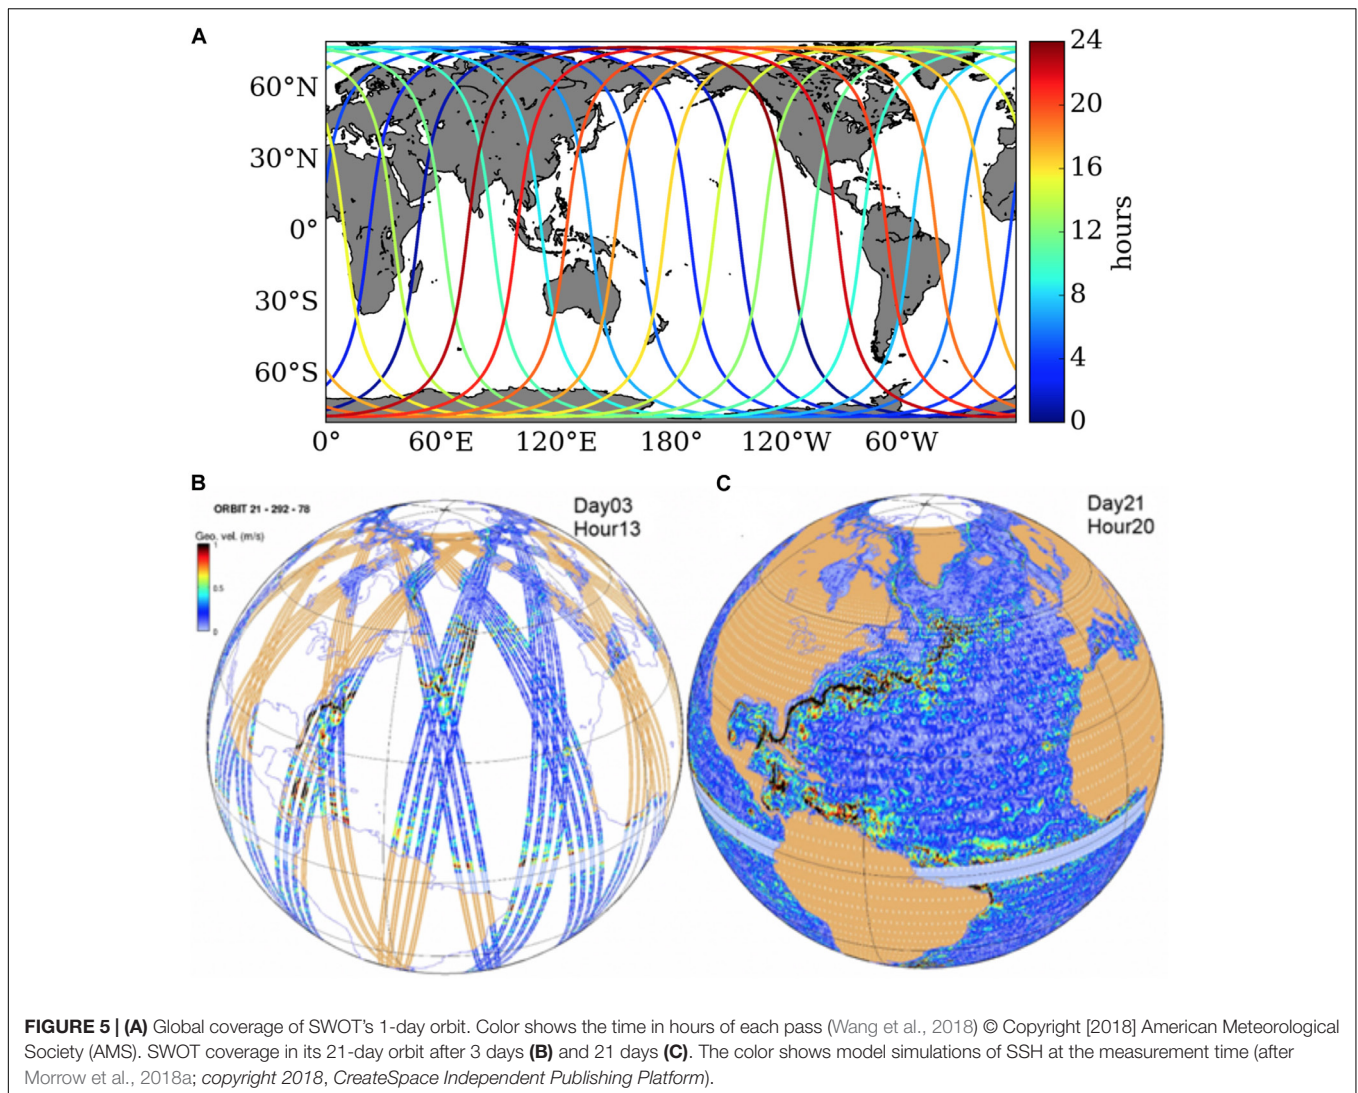 A
60°N
30°N
0°
30°S
60°S
0°
60°E
120°E
180°
120°W
60°W
24
20
16
12
8
4
0
hours
B
ORBIT 21 - 292 - 78
Geo. vel. (m/s)
1
0.5
0
Day03
Hour13
C
Day21
Hour20
FIGURE 5 | (A) Global coverage of SWOT's 1-day orbit. Color shows the time in hours of each pass (Wang et al., 2018) © Copyright [2018] American Meteorological
Society (AMS). SWOT coverage in its 21-day orbit after 3 days (B) and 21 days (C). The color shows model simulations of SSH at the measurement time (after
Morrow et al., 2018a; copyright 2018, CreateSpace Independent Publishing Platform).